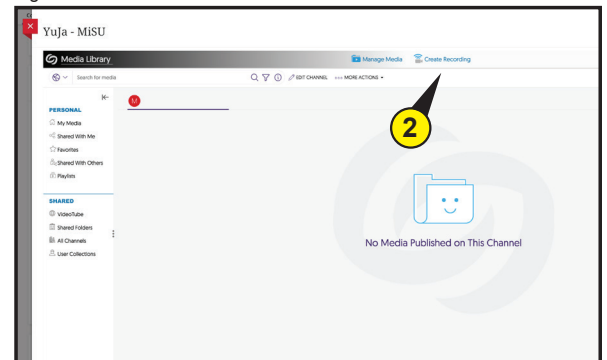 YuJa - MiSU
Media Library
Manage Media
Create Recording
Search for media
EDIT CHANNEL
MORE ACTIONS
M
2
PERSONAL
My Media
Shared With Me
Favorites
Shared With Others
Playlists
SHARED
VideoTube
Shared Folders
All Channels
User Collections
No Media Published on This Channel